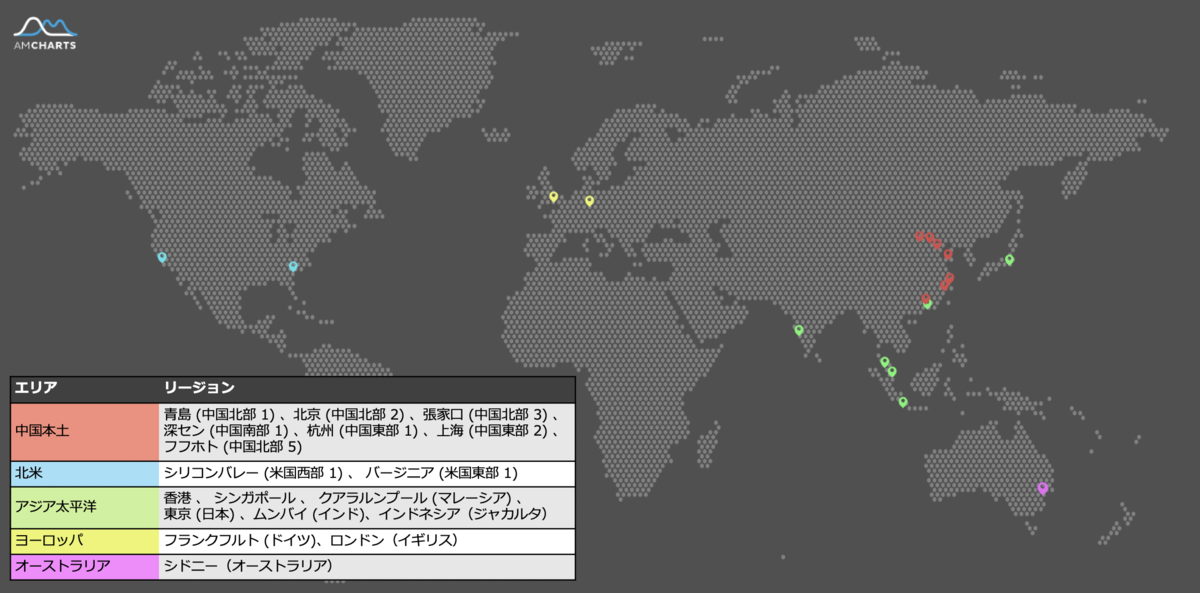 AMCHARTS
エリア リージョン
中国本土
青島 (中国北部 1) 、北京 (中国北部 2) 、張家口 (中国北部 3) 、
深セン (中国南部 1) 、杭州 (中国東部 1) 、上海 (中国東部 2) 、
フフホト (中国北部 5)
北米 シリコンバレー (米国西部 1) 、 バージニア (米国東部 1)
アジア太平洋
香港 、 シンガポール 、 クアラルンプール (マレーシア) 、
東京 (日本) 、ムンバイ (インド)、インドネシア（ジャカルタ）
ヨーロッパ フランクフルト (ドイツ)、ロンドン（イギリス）
オーストラリア シドニー（オーストラリア）